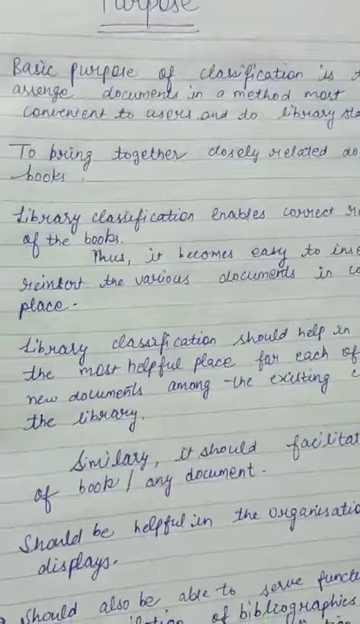 Purpose
Basic purpose of classification is
arrange documents in a method most
convenient to users and to library
To bring together closely related
books.
Library classification enables correct
of the books.
Thus, it becomes easy to
reinsert the various documents in
place.
Library classification should help in
the most helpful place for each of
new documents among the existing
the library.
Similary, it should
of book / any document.
Should be helpful in the
displays.
Should also be able to serve
of bibliographies